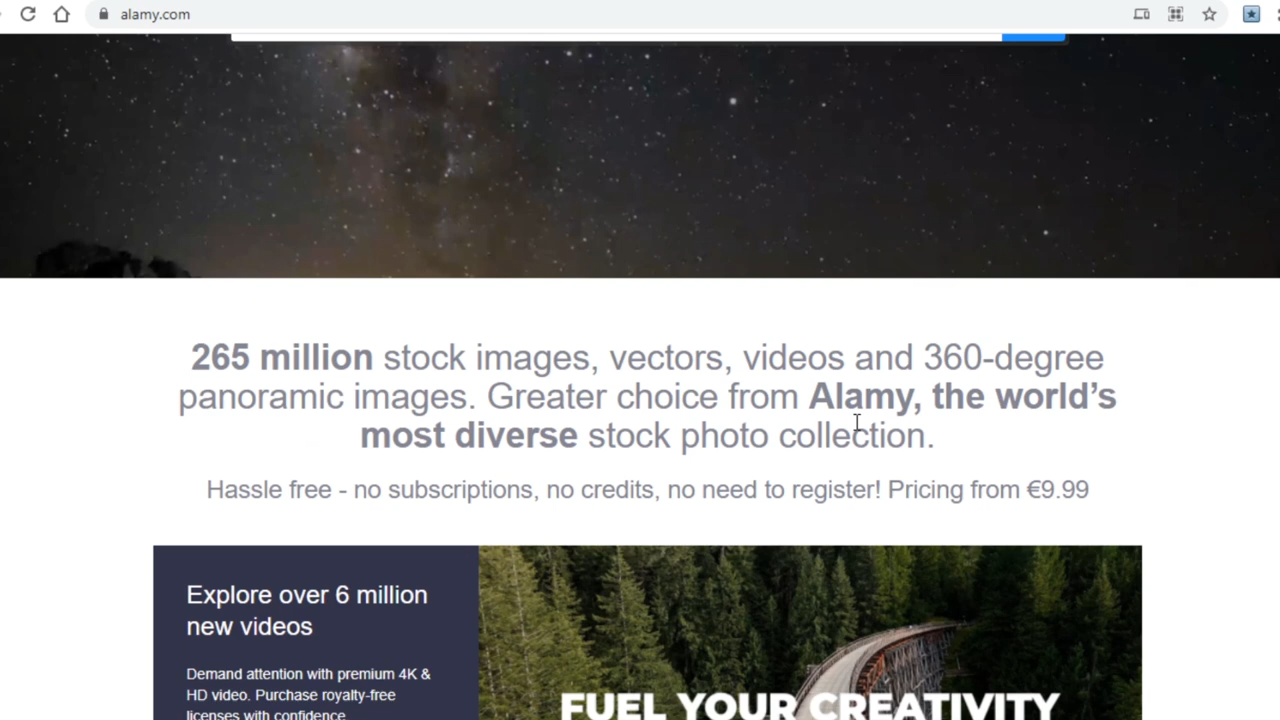 alamy.com
265 million stock images, vectors, videos and 360-degree
panoramic images. Greater choice from Alamy, the world’s
most diverse stock photo collection.
Hassle free - no subscriptions, no credits, no need to register! Pricing from €9.99
Explore over 6 million
new videos
Demand attention with premium 4K &
HD video. Purchase royalty-free
licenses with confidence
FUEL YOUR CREATIVITY